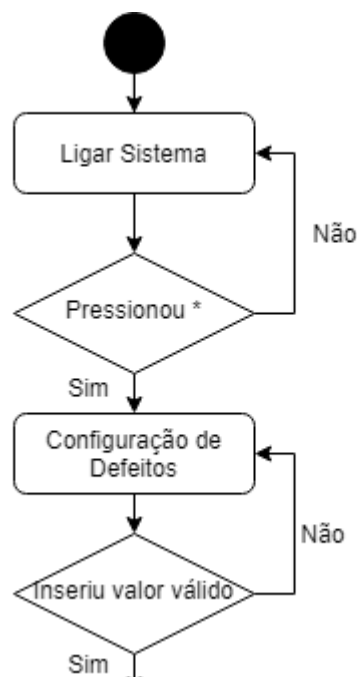 Ligar Sistema
Não
Pressionou *
Sim
Configuração de
Defeitos
Não
Inseriu valor válido
Sim